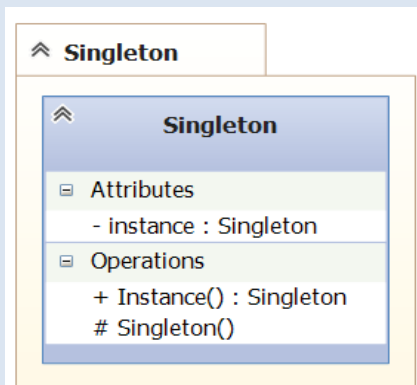 Singleton
Singleton
Attributes
- instance : Singleton
Operations
+ Instance() : Singleton
# Singleton()